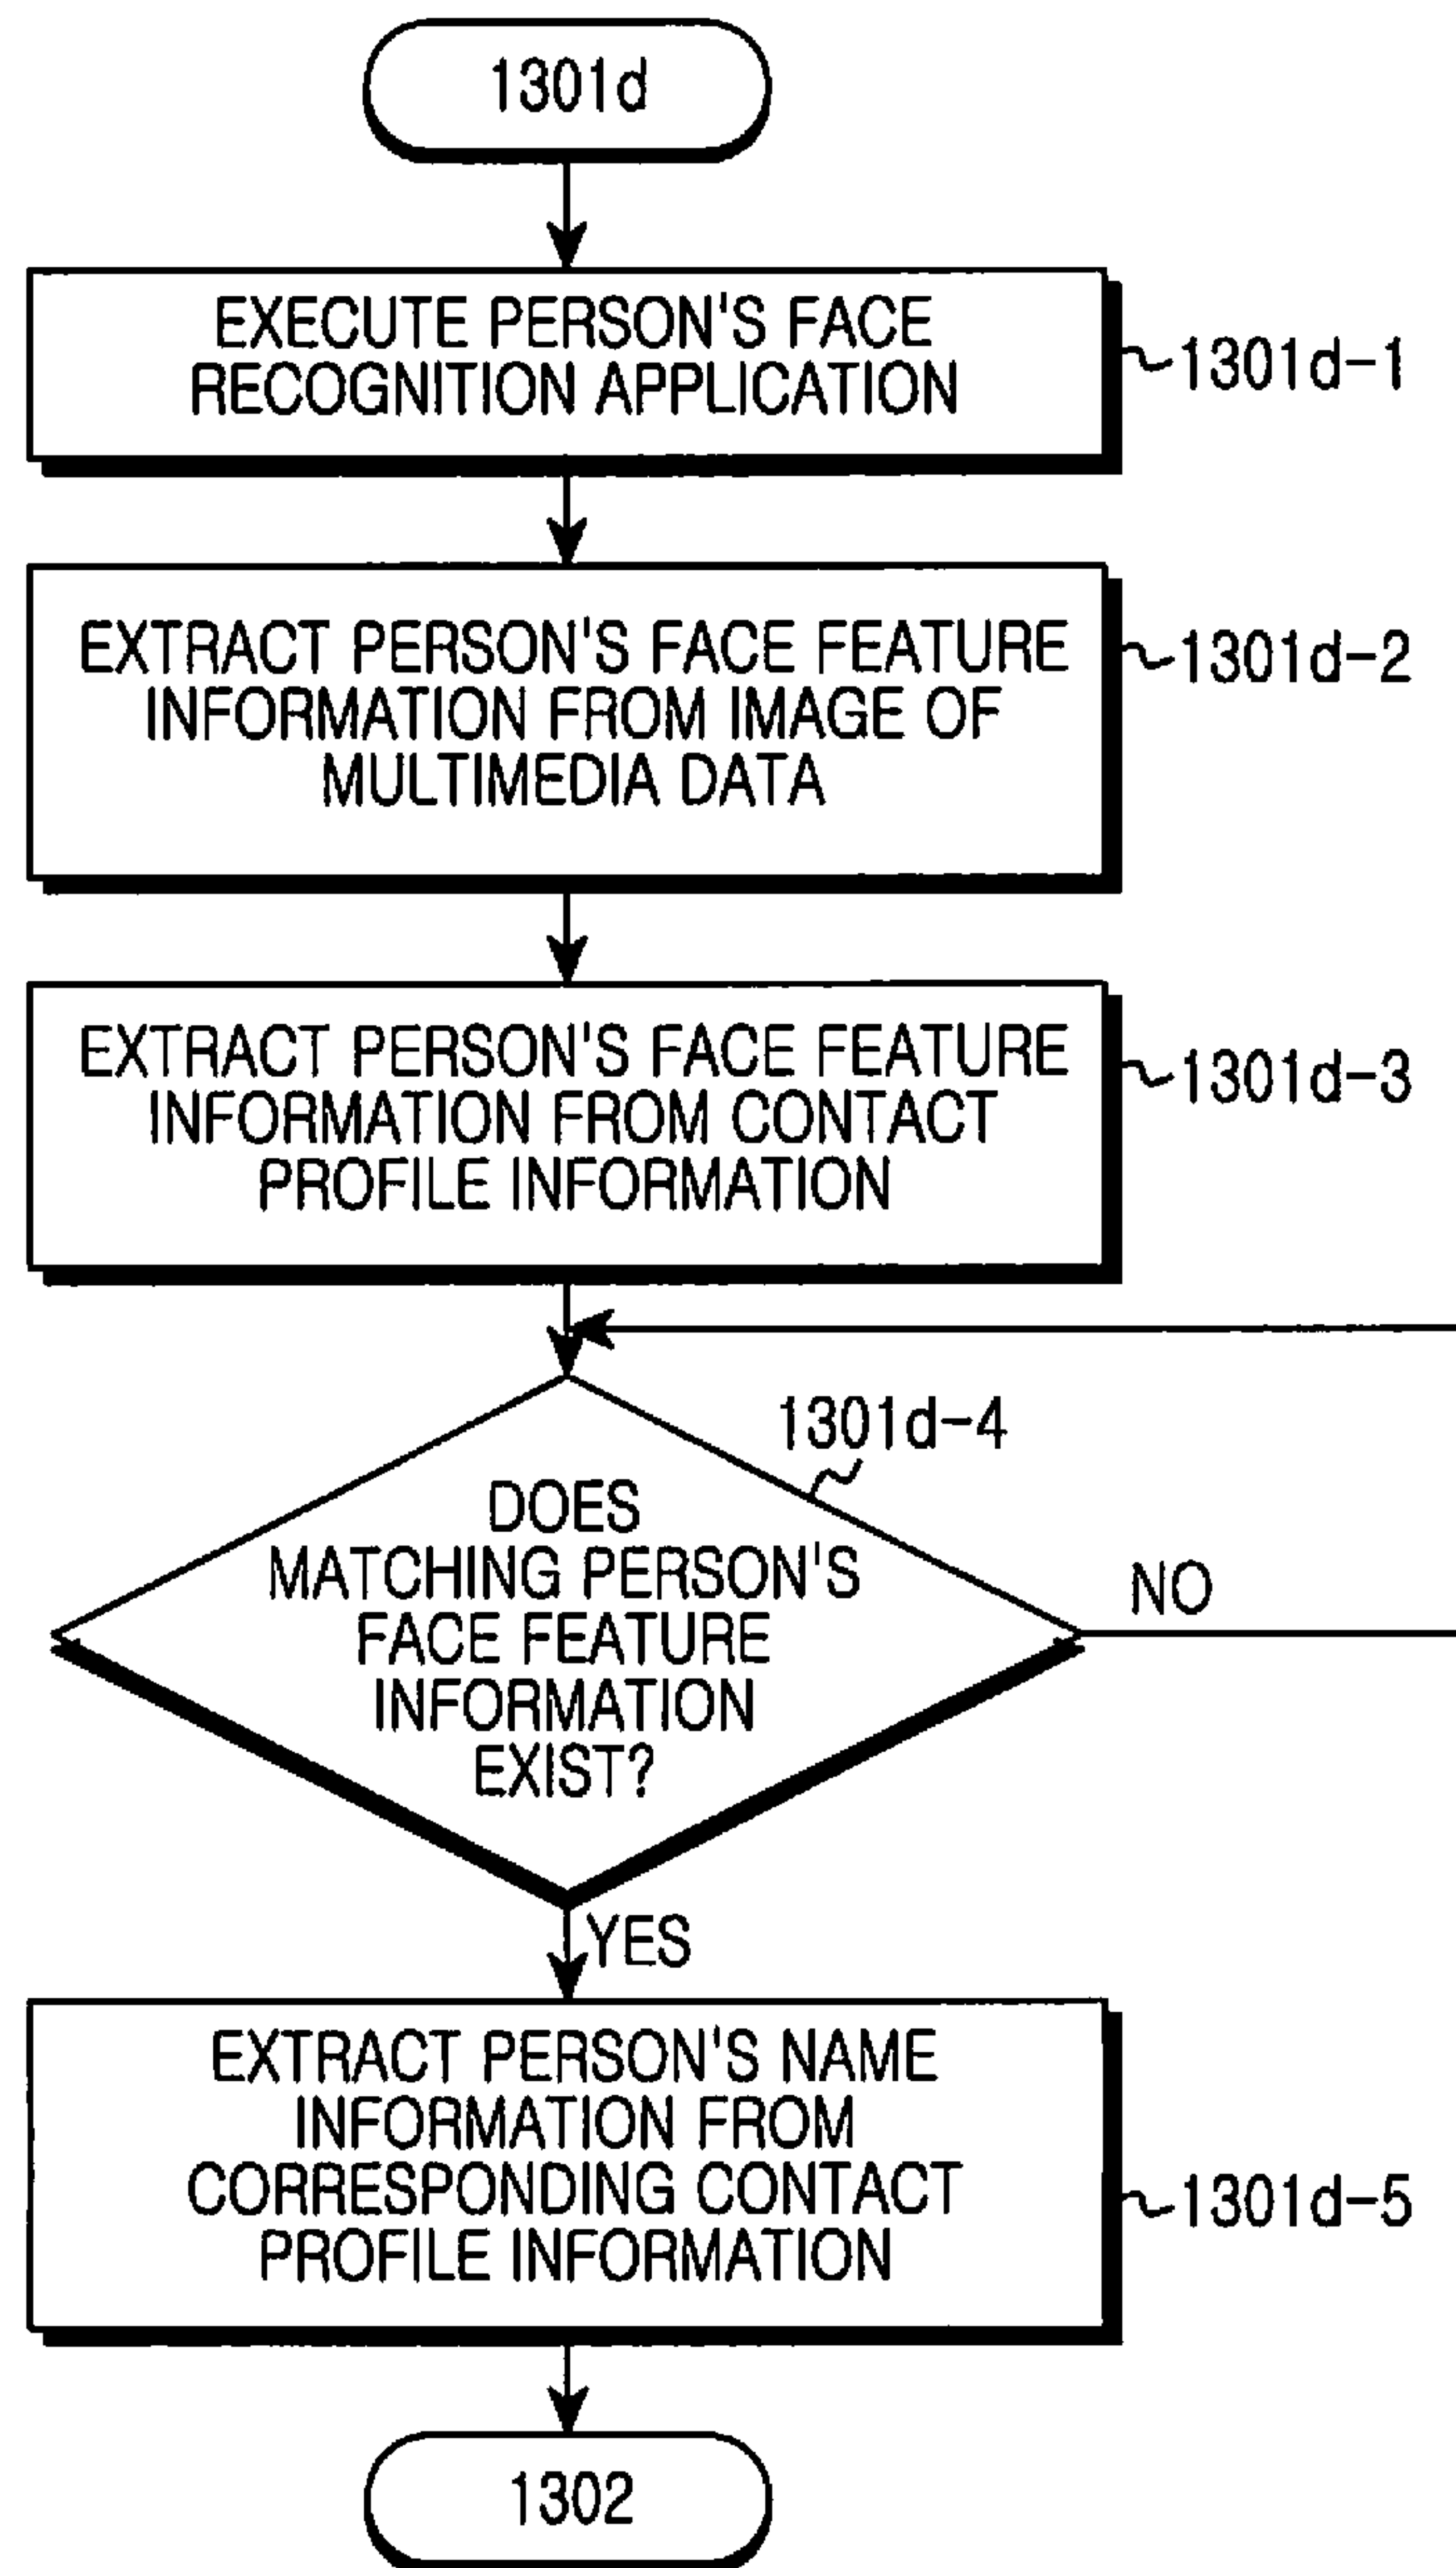 1301d
EXECUTE PERSON'S FACE
RECOGNITION APPLICATION
1301d-1
EXTRACT PERSON'S FACE FEATURE
INFORMATION FROM IMAGE OF
MULTIMEDIA DATA
1301d-2
EXTRACT PERSON'S FACE FEATURE
INFORMATION FROM CONTACT
PROFILE INFORMATION
1301d-3
1301d-4
DOES
MATCHING PERSON'S
FACE FEATURE
INFORMATION
EXIST?
NO
YES
EXTRACT PERSON'S NAME
INFORMATION FROM
CORRESPONDING CONTACT
PROFILE INFORMATION
1301d-5
1302